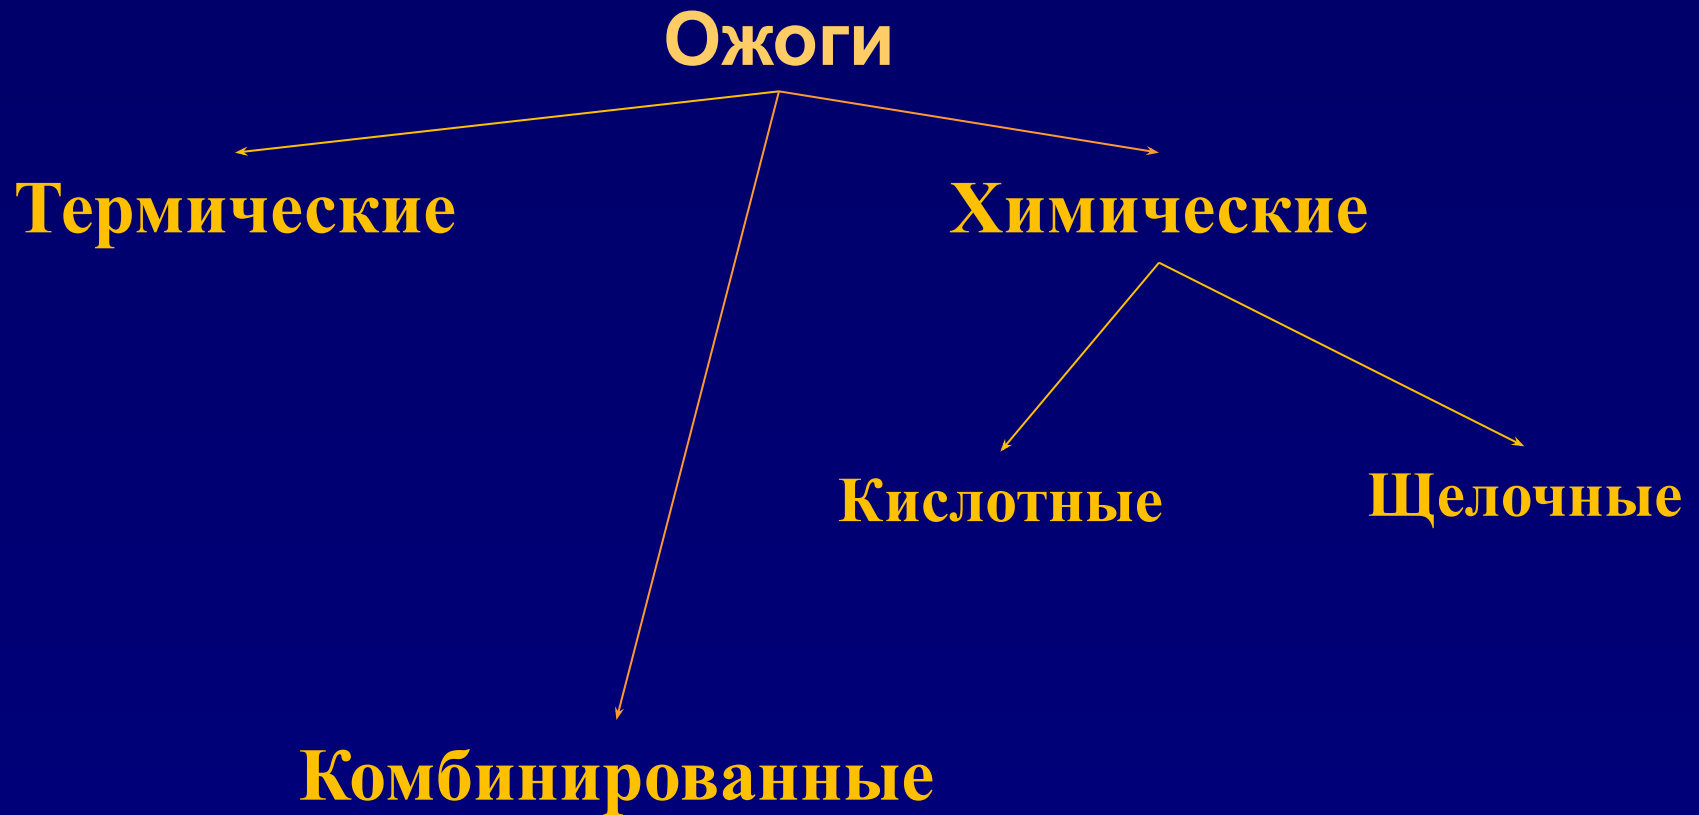 Ожоги
Термические
Химические
Кислотные
Щелочные
Комбинированные